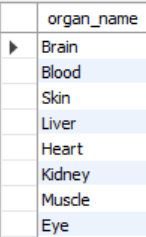 organ_name
Brain
Blood
Skin
Liver
Heart
Kidney
Muscle
Eye